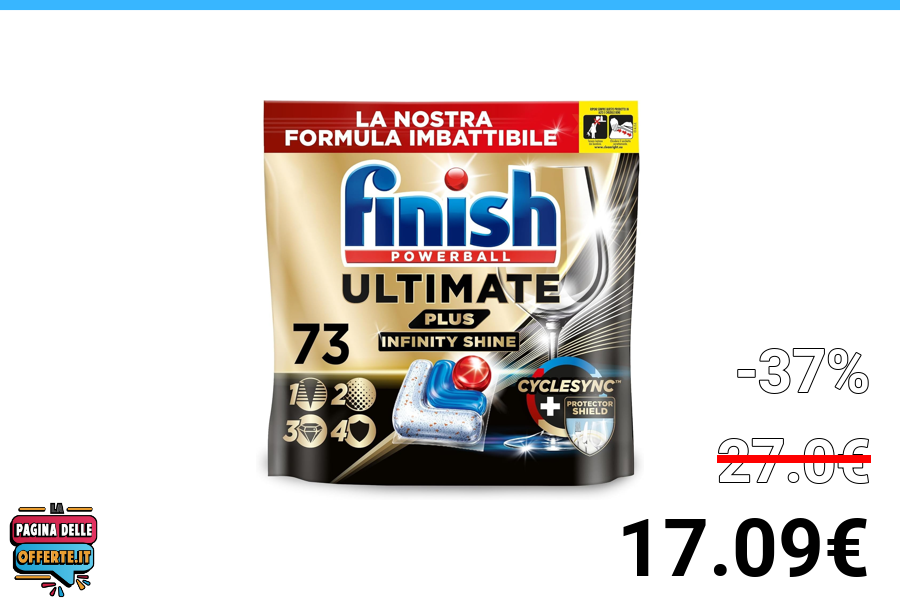 LA NOSTRA
FORMULA IMBATTIBILE
finish
POWERBALL
ULTIMATE
PLUS
73
INFINITY SHINE
CYCLESYNC™
PROTECTOR
SHIELD
1 2
3 4
-37%
27.0€
17.09€
LA
PAGINA DELLE
OFFERTE.IT